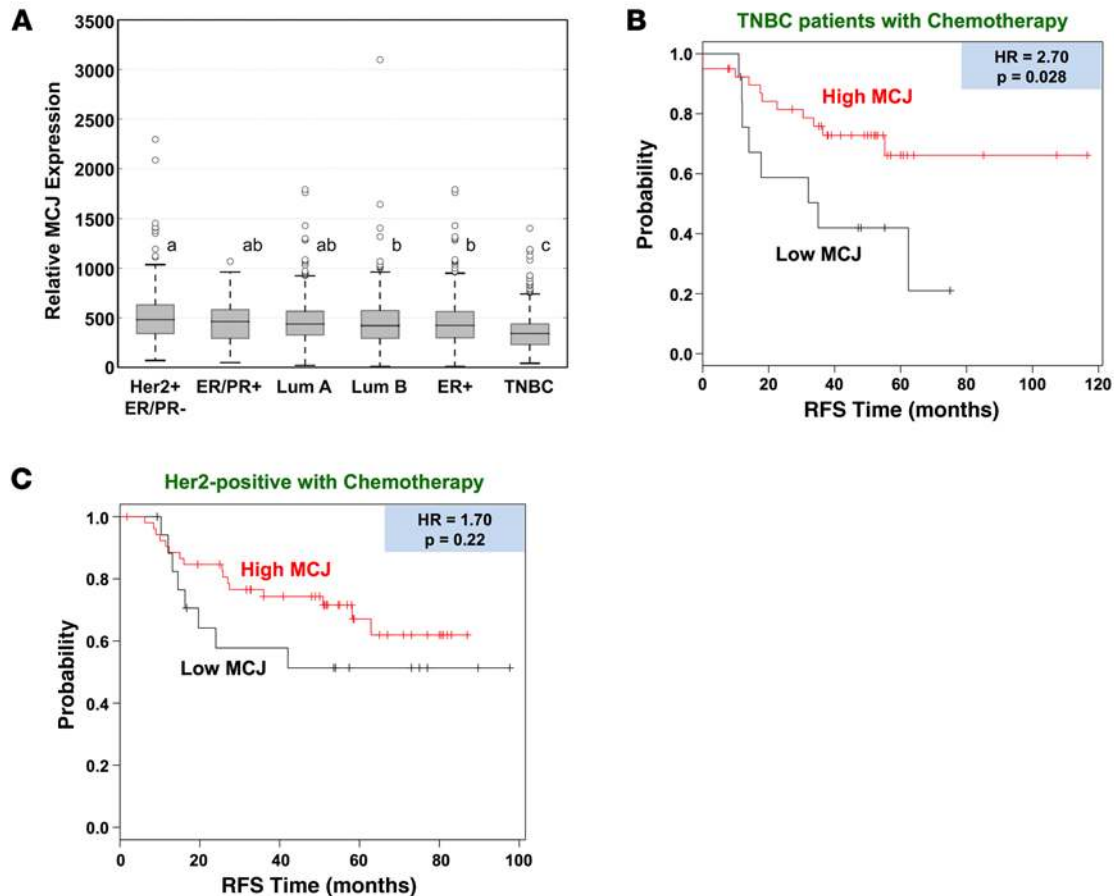 A
3500
3000
2500
2000
1500
1000
500
0
Relative MCJ Expression
a
ab
ab
b
b
c
Her2+
ER/PR-
ER/PR+
Lum A
Lum B
ER+
TNBC
B
TNBC patients with Chemotherapy
HR = 2.70
p = 0.028
High MCJ
Low MCJ
1.0
0.8
0.6
0.4
0.2
0.0
Probability
0
20
40
60
80
100
120
RFS Time (months)
C
Her2-positive with Chemotherapy
HR = 1.70
p = 0.22
High MCJ
Low MCJ
1.0
0.8
0.6
0.4
0.2
0.0
Probability
0
20
40
60
80
100
RFS Time (months)